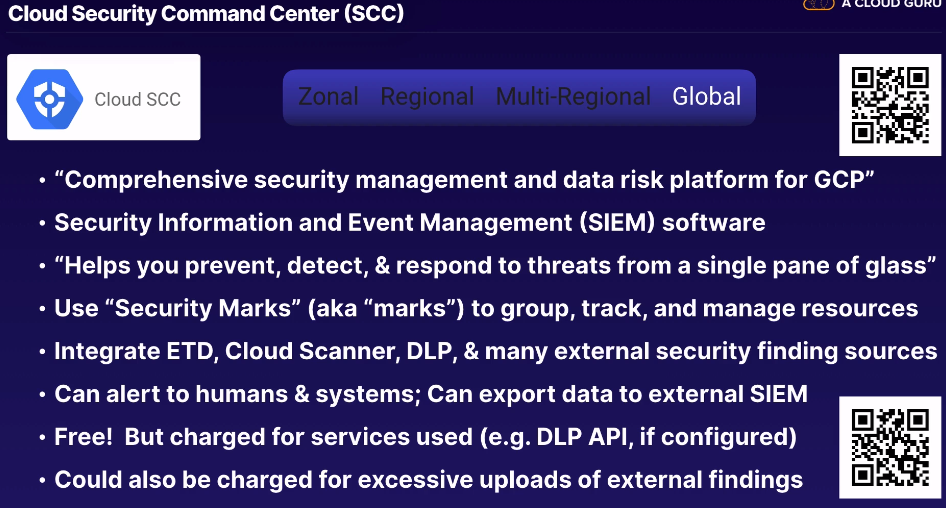 Cloud Security Command Center (SCC)
A CLOUD GURU
Cloud SCC
Zonal Regional Multi-Regional Global
• “Comprehensive security management and data risk platform for GCP”
• Security Information and Event Management (SIEM) software
• “Helps you prevent, detect, & respond to threats from a single pane of glass”
• Use “Security Marks” (aka “marks”) to group, track, and manage resources
• Integrate ETD, Cloud Scanner, DLP, & many external security finding sources
• Can alert to humans & systems; Can export data to external SIEM
• Free!  But charged for services used (e.g. DLP API, if configured)
• Could also be charged for excessive uploads of external findings